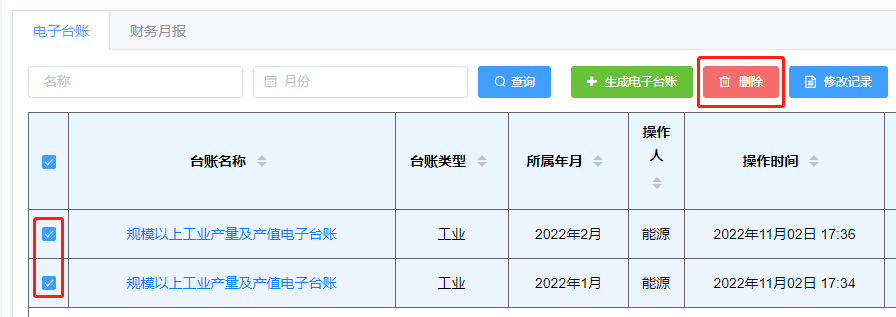 电子台账 财务月报
名称 月份 查询 生成电子台账 删除 修改记录
台账名称 台账类型 所属年月 操作人 操作时间
规模以上工业产量及产值电子台账 工业 2022年2月 能源 2022年11月02日 17:36
规模以上工业产量及产值电子台账 工业 2022年1月 能源 2022年11月02日 17:34